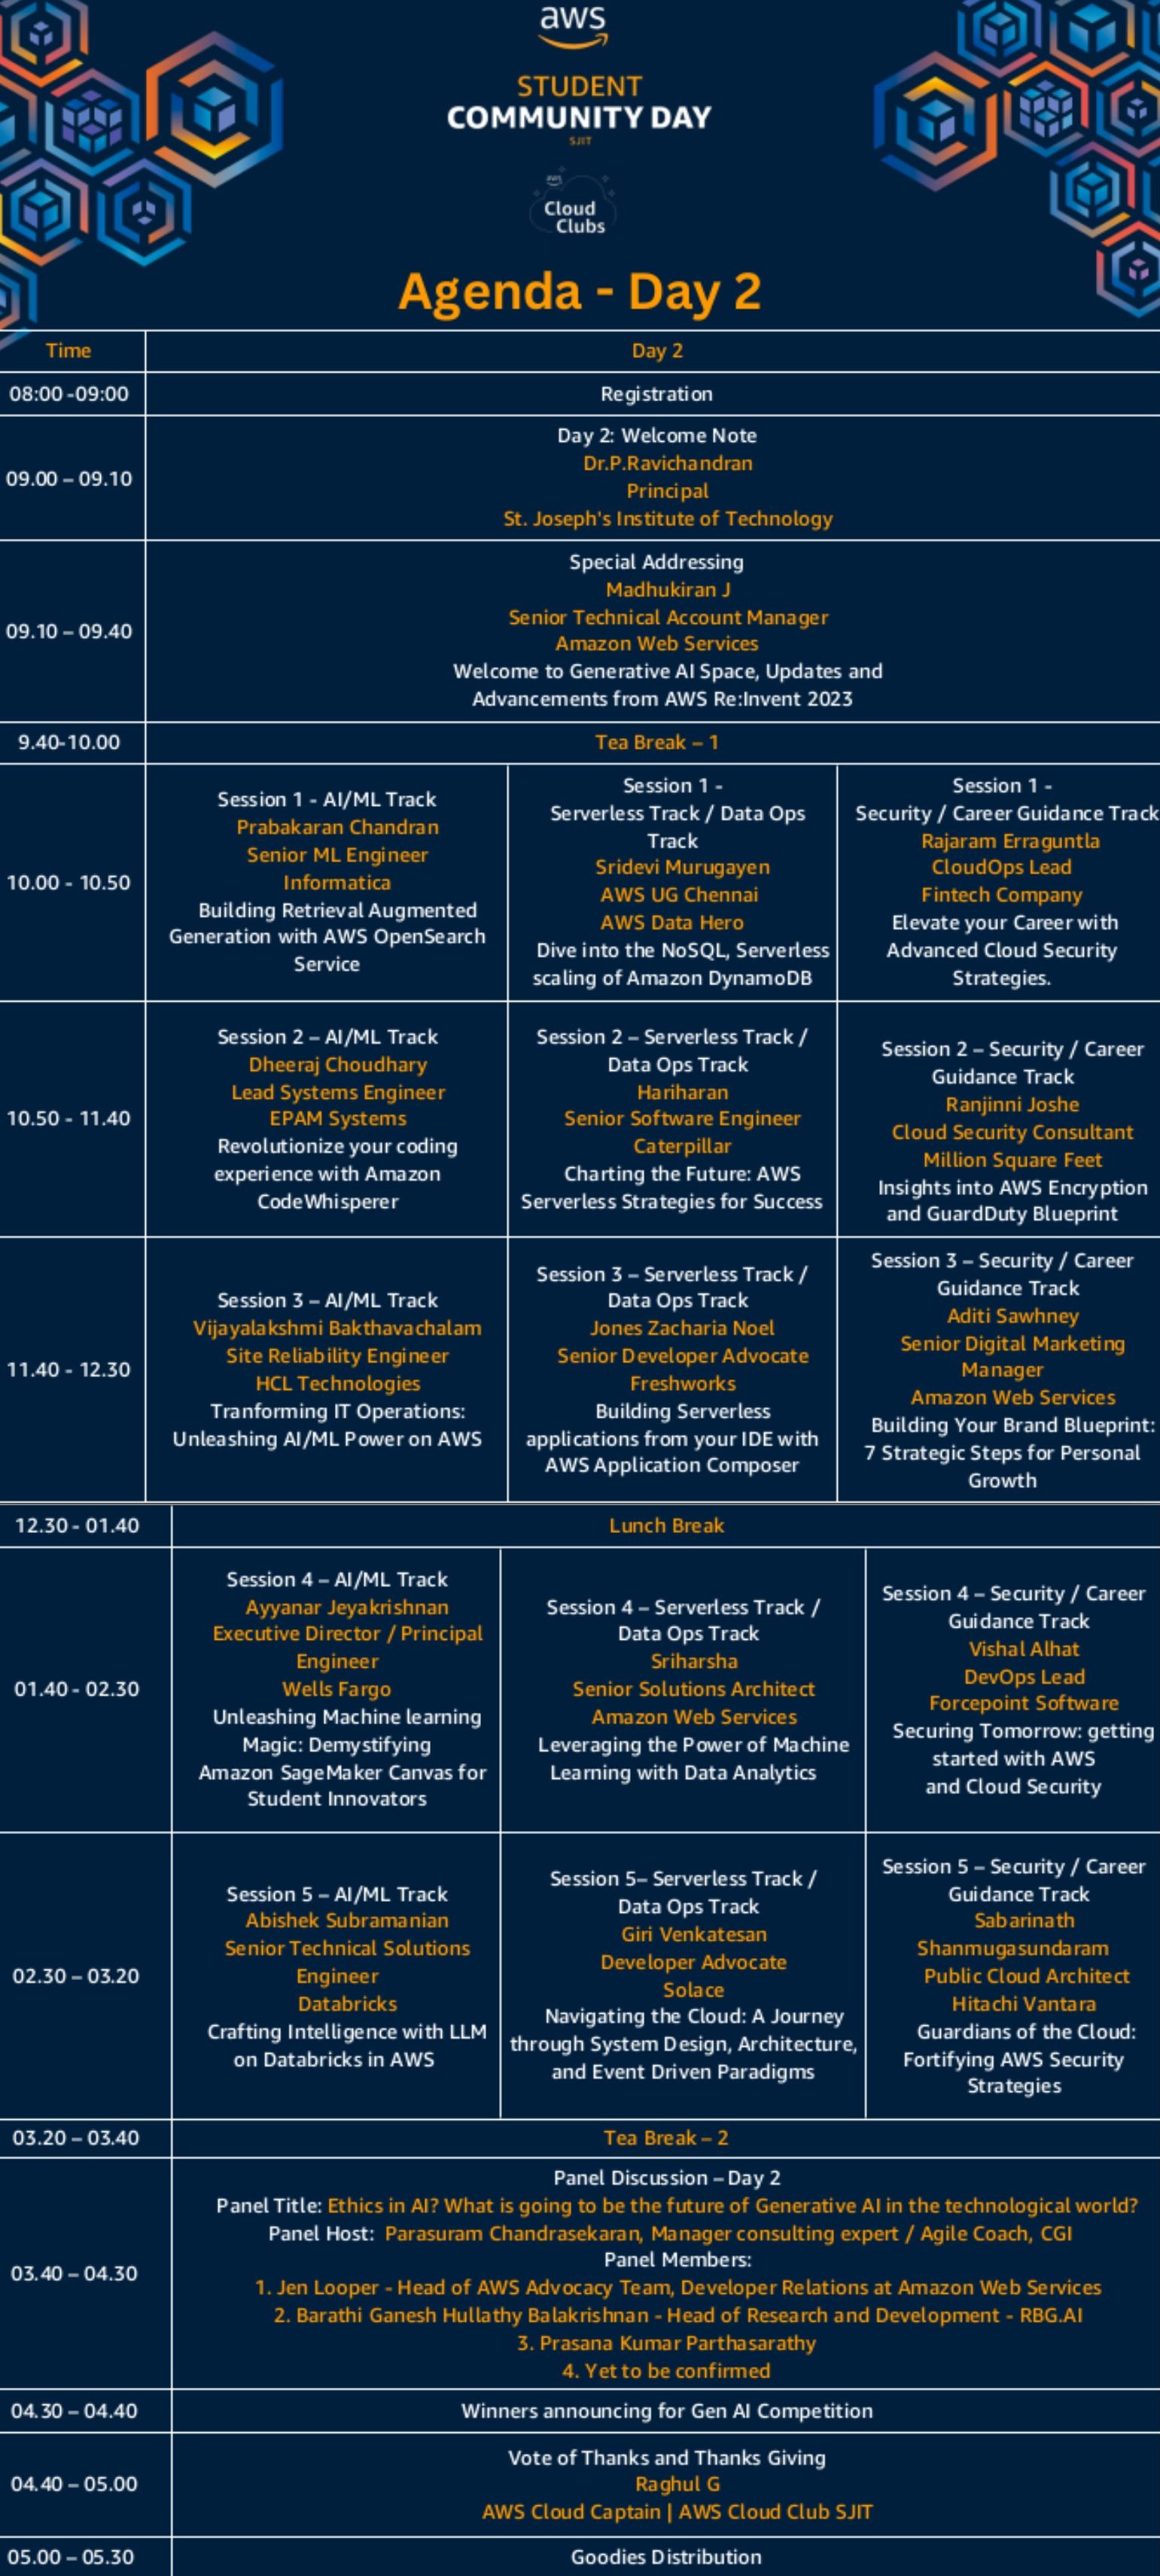 aws
STUDENT
COMMUNITY DAY
SJIT
aws
Cloud
Clubs
Agenda - Day 2
Time
Day 2
08:00 -09:00
Registration
09.00 – 09.10
Day 2: Welcome Note
Dr.P.Ravichandran
Principal
St. Joseph's Institute of Technology
09.10 – 09.40
Special Addressing
Madhukiran J
Senior Technical Account Manager
Amazon Web Services
Welcome to Generative AI Space, Updates and
Advancements from AWS Re:Invent 2023
9.40-10.00
Tea Break – 1
10.00 - 10.50
Session 1 - AI/ML Track
Prabakaran Chandran
Senior ML Engineer
Informatica
Building Retrieval Augmented
Generation with AWS OpenSearch
Service
Session 1 -
Serverless Track / Data Ops
Track
Sridevi Murugayen
AWS UG Chennai
AWS Data Hero
Dive into the NoSQL, Serverless
scaling of Amazon DynamoDB
Session 1 -
Security / Career Guidance Track
Rajaram Erraguntla
CloudOps Lead
Fintech Company
Elevate your Career with
Advanced Cloud Security
Strategies.
10.50 - 11.40
Session 2 – AI/ML Track
Dheeraj Choudhary
Lead Systems Engineer
EPAM Systems
Revolutionize your coding
experience with Amazon
CodeWhisperer
Session 2 – Serverless Track /
Data Ops Track
Hariharan
Senior Software Engineer
Caterpillar
Charting the Future: AWS
Serverless Strategies for Success
Session 2 – Security / Career
Guidance Track
Ranjinni Joshe
Cloud Security Consultant
Million Square Feet
Insights into AWS Encryption
and GuardDuty Blueprint
11.40 - 12.30
Session 3 – AI/ML Track
Vijayalakshmi Bakthavachalam
Site Reliability Engineer
HCL Technologies
Tranforming IT Operations:
Unleashing AI/ML Power on AWS
Session 3 – Serverless Track /
Data Ops Track
Jones Zacharia Noel
Senior Developer Advocate
Freshworks
Building Serverless
applications from your IDE with
AWS Application Composer
Session 3 – Security / Career
Guidance Track
Aditi Sawhney
Senior Digital Marketing
Manager
Amazon Web Services
Building Your Brand Blueprint:
7 Strategic Steps for Personal
Growth
12.30 - 01.40
Lunch Break
01.40 - 02.30
Session 4 – AI/ML Track
Ayyanar Jeyakrishnan
Executive Director / Principal
Engineer
Wells Fargo
Unleashing Machine learning
Magic: Demystifying
Amazon SageMaker Canvas for
Student Innovators
Session 4 – Serverless Track /
Data Ops Track
Sriharsha
Senior Solutions Architect
Amazon Web Services
Leveraging the Power of Machine
Learning with Data Analytics
Session 4 – Security / Career
Guidance Track
Vishal Alhat
DevOps Lead
Forcepoint Software
Securing Tomorrow: getting
started with AWS
and Cloud Security
02.30 – 03.20
Session 5 – AI/ML Track
Abishek Subramanian
Senior Technical Solutions
Engineer
Databricks
Crafting Intelligence with LLM
on Databricks in AWS
Session 5– Serverless Track /
Data Ops Track
Giri Venkatesan
Developer Advocate
Solace
Navigating the Cloud: A Journey
through System Design, Architecture,
and Event Driven Paradigms
Session 5 – Security / Career
Guidance Track
Sabarinath
Shanmugasundaram
Public Cloud Architect
Hitachi Vantara
Guardians of the Cloud:
Fortifying AWS Security
Strategies
03.20 – 03.40
Tea Break – 2
03.40 – 04.30
Panel Discussion – Day 2
Panel Title: Ethics in AI? What is going to be the future of Generative AI in the technological world?
Panel Host: Parasuram Chandrasekaran, Manager consulting expert / Agile Coach, CGI
Panel Members:
1. Jen Looper - Head of AWS Advocacy Team, Developer Relations at Amazon Web Services
2. Barathi Ganesh Hullathy Balakrishnan - Head of Research and Development - RBG.AI
3. Prasana Kumar Parthasarathy
4. Yet to be confirmed
04.30 – 04.40
Winners announcing for Gen AI Competition
04.40 – 05.00
Vote of Thanks and Thanks Giving
Raghul G
AWS Cloud Captain | AWS Cloud Club SJIT
05.00 – 05.30
Goodies Distribution